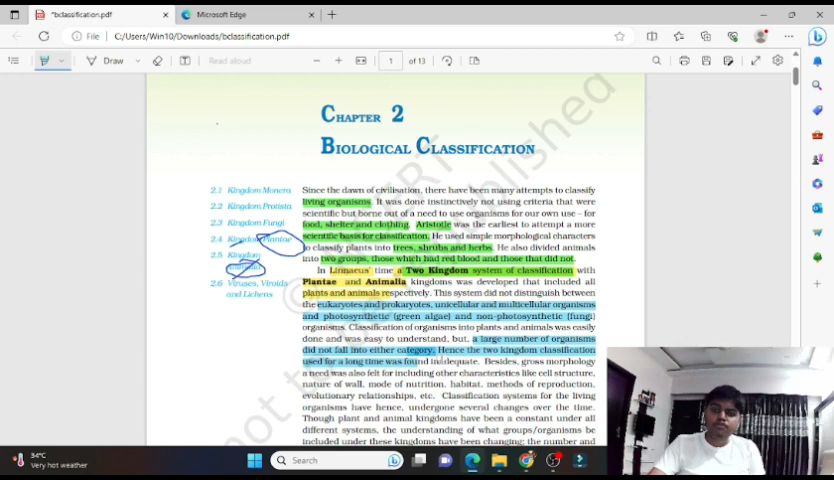 *bclassification.pdf
Microsoft Edge
File
C:/Users/Win10/Downloads/bclassification.pdf
Draw
Read aloud
1
of 13
CHAPTER 2
BIOLOGICAL CLASSIFICATION
2.1 Kingdom Monera
2.2 Kingdom Protista
2.3 Kingdom Fungi
2.4 Kingdom Plantae
2.5 Kingdom
2.6 Viruses, Viroids
and Lichens
Since the dawn of civilisation, there have been many attempts to classify
living organisms. It was done instinctively not using criteria that were
scientific but borne out of a need to use organisms for our own use – for
food, shelter and clothing. Aristotle was the earliest to attempt a more
scientific basis for classification. He used simple morphological characters
to classify plants into trees, shrubs and herbs. He also divided animals
into two groups, those which had red blood and those that did not.
In Linnaeus' time a Two Kingdom system of classification with
Plantae and Animalia kingdoms was developed that included all
plants and animals respectively. This system did not distinguish between
the eukaryotes and prokaryotes, unicellular and multicellular organisms
and photosynthetic (green algae) and non-photosynthetic (fungi)
organisms. Classification of organisms into plants and animals was easily
done and was easy to understand, but, a large number of organisms
did not fall into either category. Hence the two kingdom classification
used for a long time was found inadequate. Besides, gross morphology
a need was also felt for including other characteristics like cell structure,
nature of wall, mode of nutrition, habitat, methods of reproduction,
evolutionary relationships, etc. Classification systems for the living
organisms have hence, undergone several changes over the time.
Though plant and animal kingdoms have been a constant under all
different systems, the understanding of what groups/organisms be
included under these kingdoms have been changing; the number and
not to
published
34°C
Very hot weather
Search